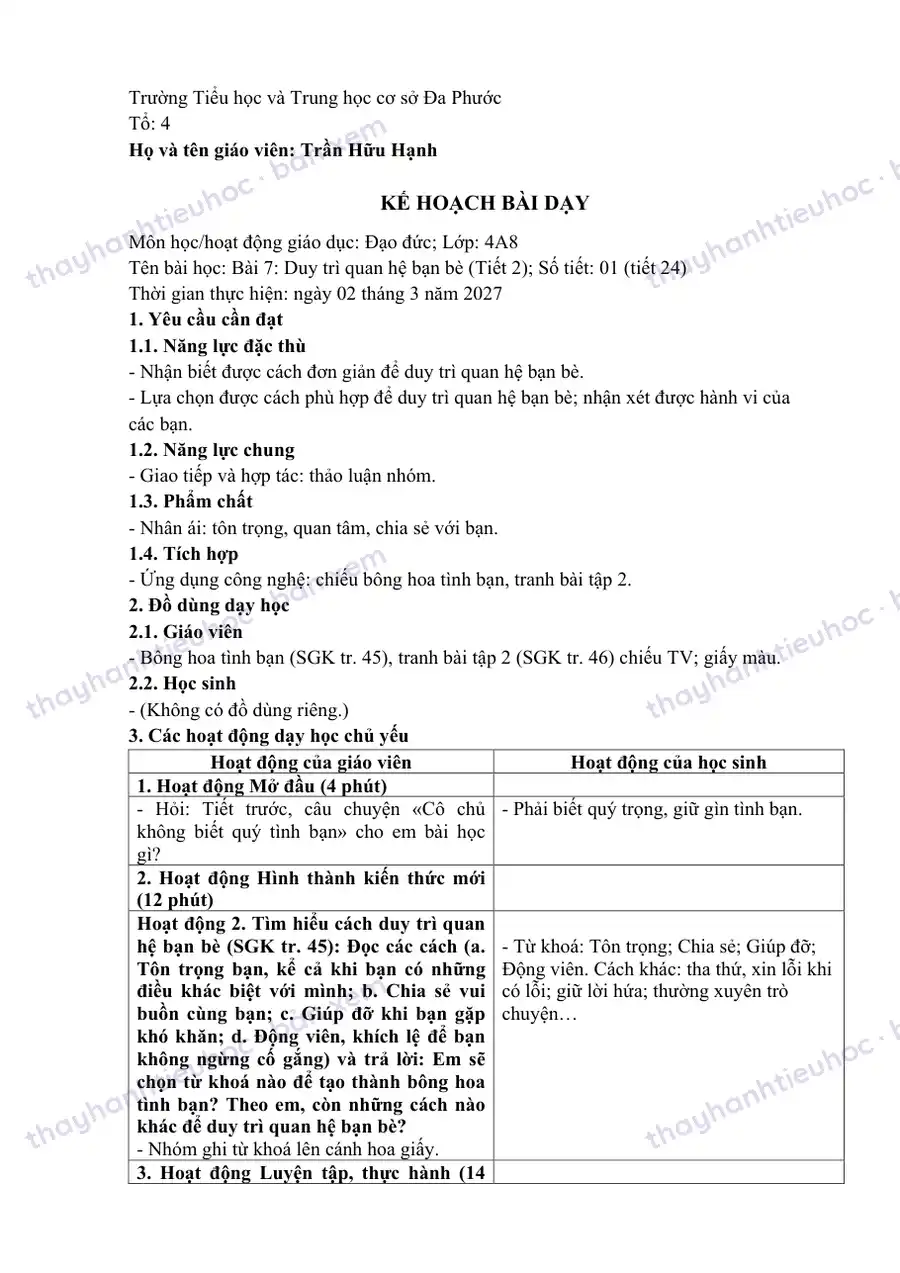 Trường Tiểu học và Trung học cơ sở Đa Phước
Tổ: 4
Họ và tên giáo viên: Trần Hữu Hạnh
KẾ HOẠCH BÀI DẠY
Môn học/hoạt động giáo dục: Đạo đức; Lớp: 4A8
Tên bài học: Bài 7: Duy trì quan hệ bạn bè (Tiết 2); Số tiết: 01 (tiết 24)
Thời gian thực hiện: ngày 02 tháng 3 năm 2027
1. Yêu cầu cần đạt
1.1. Năng lực đặc thù
- Nhận biết được cách đơn giản để duy trì quan hệ bạn bè.
- Lựa chọn được cách phù hợp để duy trì quan hệ bạn bè; nhận xét được hành vi của
các bạn.
1.2. Năng lực chung
- Giao tiếp và hợp tác: thảo luận nhóm.
1.3. Phẩm chất
- Nhân ái: tôn trọng, quan tâm, chia sẻ với bạn.
1.4. Tích hợp
- Ứng dụng công nghệ: chiếu bông hoa tình bạn, tranh bài tập 2.
2. Đồ dùng dạy học
2.1. Giáo viên
- Bông hoa tình bạn (SGK tr. 45), tranh bài tập 2 (SGK tr. 46) chiếu TV; giấy màu.
2.2. Học sinh
- (Không có đồ dùng riêng.)
3. Các hoạt động dạy học chủ yếu
Hoạt động của giáo viên
Hoạt động của học sinh
1. Hoạt động Mở đầu (4 phút)
- Hỏi: Tiết trước, câu chuyện «Cô chủ
không biết quý tình bạn» cho em bài học
gì?
- Phải biết quý trọng, giữ gìn tình bạn.
2. Hoạt động Hình thành kiến thức mới
(12 phút)
Hoạt động 2. Tìm hiểu cách duy trì quan
hệ bạn bè (SGK tr. 45): Đọc các cách (a.
Tôn trọng bạn, kể cả khi bạn có những
điều khác biệt với mình; b. Chia sẻ vui
buồn cùng bạn; c. Giúp đỡ khi bạn gặp
khó khăn; d. Động viên, khích lệ để bạn
không ngừng cố gắng) và trả lời: Em sẽ
chọn từ khoá nào để tạo thành bông hoa
tình bạn? Theo em, còn những cách nào
khác để duy trì quan hệ bạn bè?
- Nhóm ghi từ khoá lên cánh hoa giấy.
- Từ khoá: Tôn trọng; Chia sẻ; Giúp đỡ;
Động viên. Cách khác: tha thứ, xin lỗi khi
có lỗi; giữ lời hứa; thường xuyên trò
chuyện…
3. Hoạt động Luyện tập, thực hành (14
thayhanhtieuhoc · bản xem
thayhanhtieuhoc · b
thayhanhtieuhoc · bản xem
thayhanhtieuhoc · b
thayhanhtieuhoc · bản xem
thayhanhtieuhoc · b